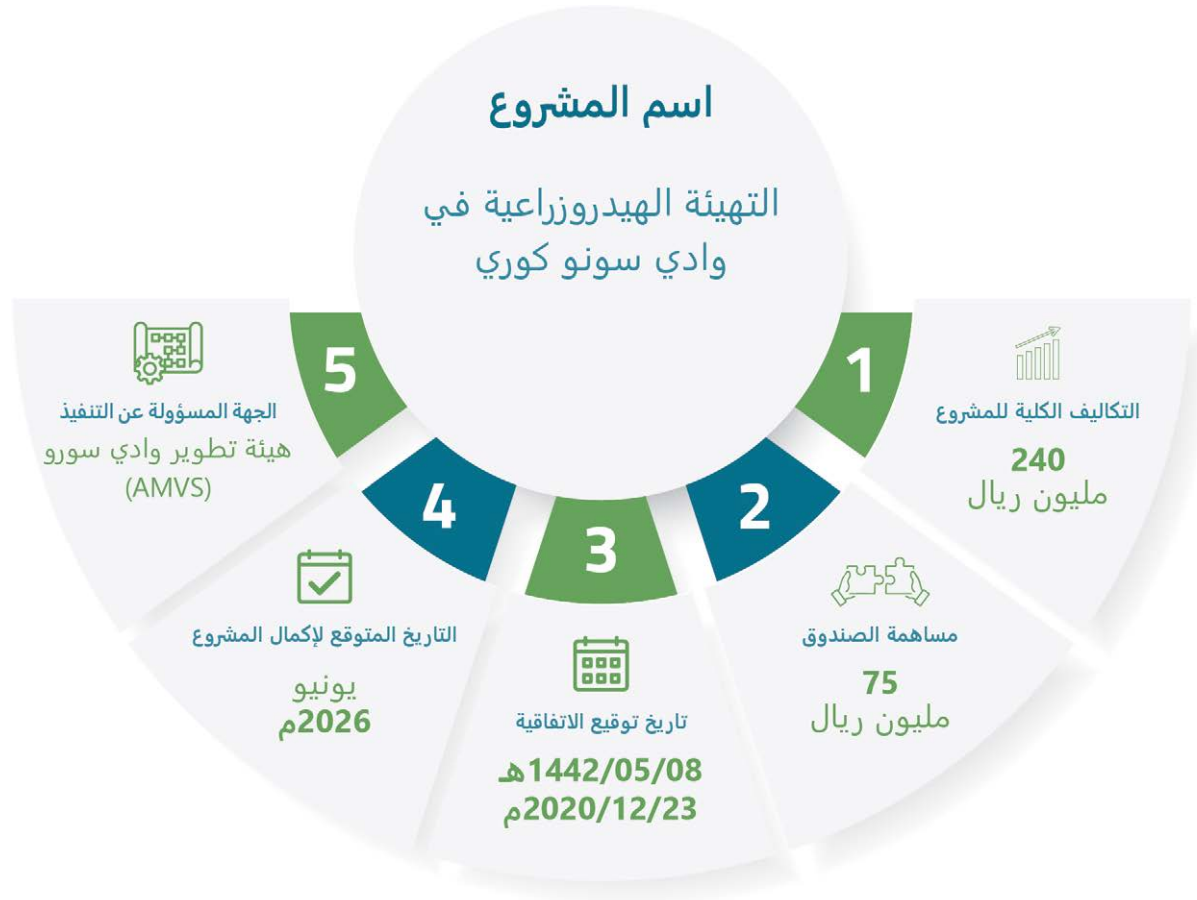 اسم المشروع
التهيئة الهيدروزراعية في
وادي سونو كوري
1
التكاليف الكلية للمشروع
240
مليون ريال
2
مساهمة الصندوق
75
مليون ريال
3
تاريخ توقيع الاتفاقية
1442/05/08هـ
2020/12/23م
4
التاريخ المتوقع لإكمال المشروع
يونيو
2026م
5
الجهة المسؤولة عن التنفيذ
هيئة تطوير وادي سورو
(AMVS)